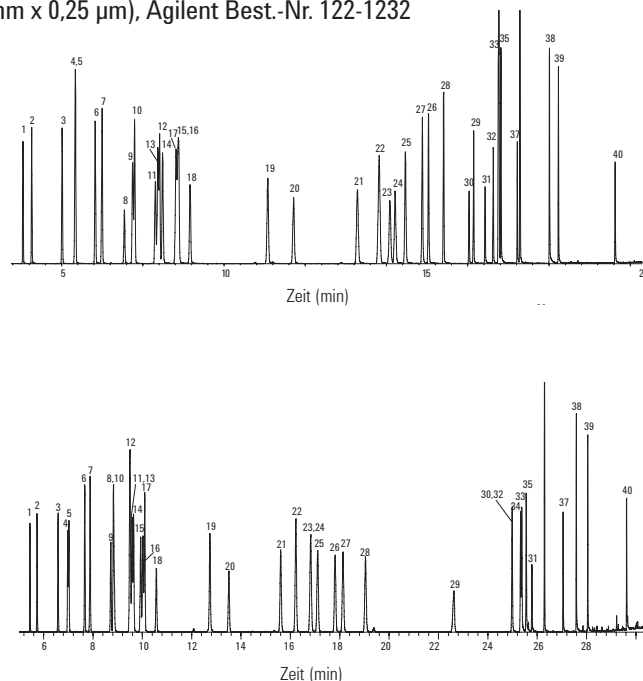 nm x 0,25 µm), Agilent Best.-Nr. 122-1232
1 2 3 4,5 6 7 8 9 10 11 13 12 14 17 15,16 18 19 20 21 22 23 24 25 27 26 28 30 29 31 32 33 35 37 38 39 40
5 10 15 2
Zeit (min)
1 2 3 4 5 6 7 9 8,10 12 11,13 14 15 17 16 18 19 20 21 22 23,24 25 26 27 28 29 30,32 34 33 35 31 37 38 39 40
6 8 10 12 14 16 18 20 22 24 26 28
Zeit (min)